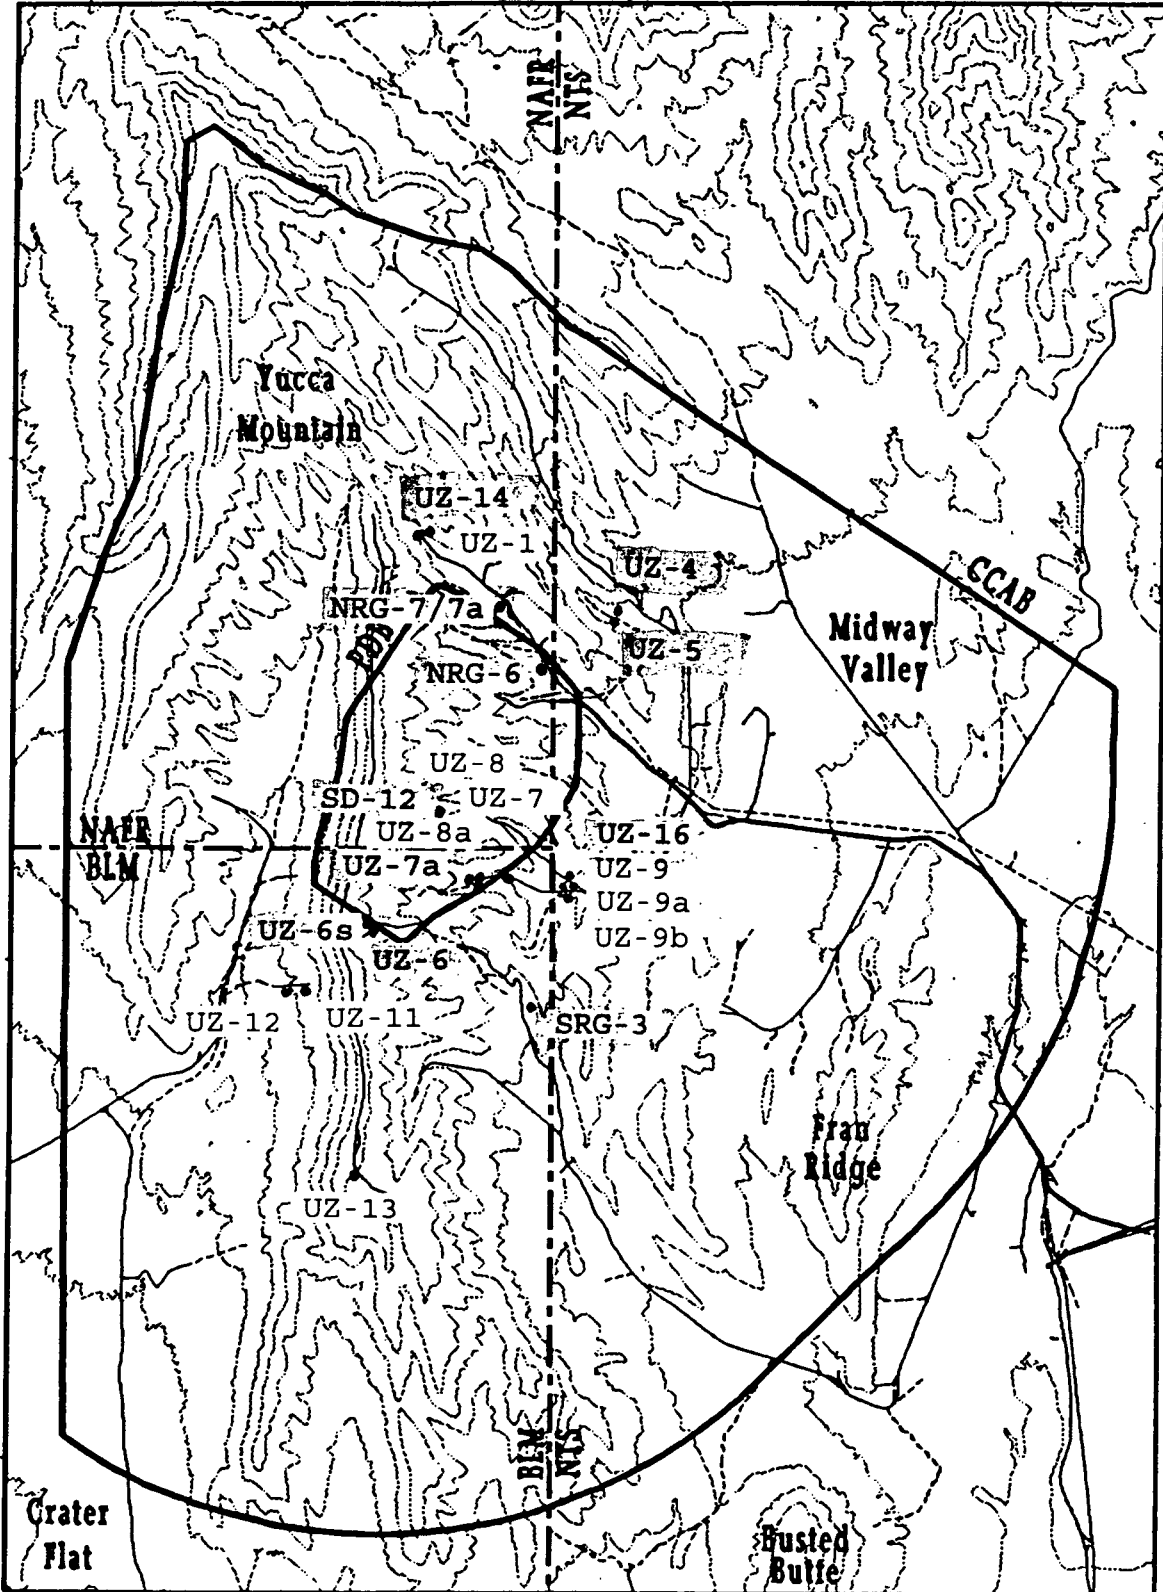 NAFR
NTS
Yucca
Mountain
UZ-14
UZ-1
UZ-4
CCAB
NRG-7/7a
Midway
Valley
UZ-5
PDB
NRG-6
UZ-8
SD-12
UZ-7
NAFR
BLM
UZ-8a
UZ-16
UZ-7a
UZ-9
UZ-9a
UZ-6s
UZ-9b
UZ-6
UZ-12
UZ-11
SRG-3
Fran
Ridge
UZ-13
BLM
NTS
Crater
Flat
Busted
Butte